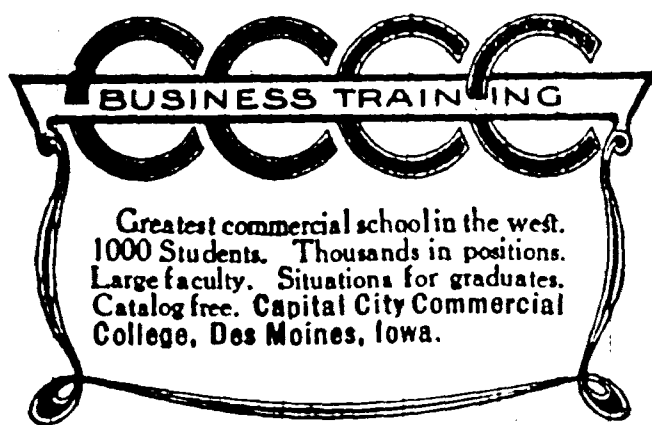 CCCC
BUSINESS TRAINING
Greatest commercial school in the west.
1000 Students. Thousands in positions.
Large faculty. Situations for graduates.
Catalog free. Capital City Commercial
College, Des Moines, Iowa.